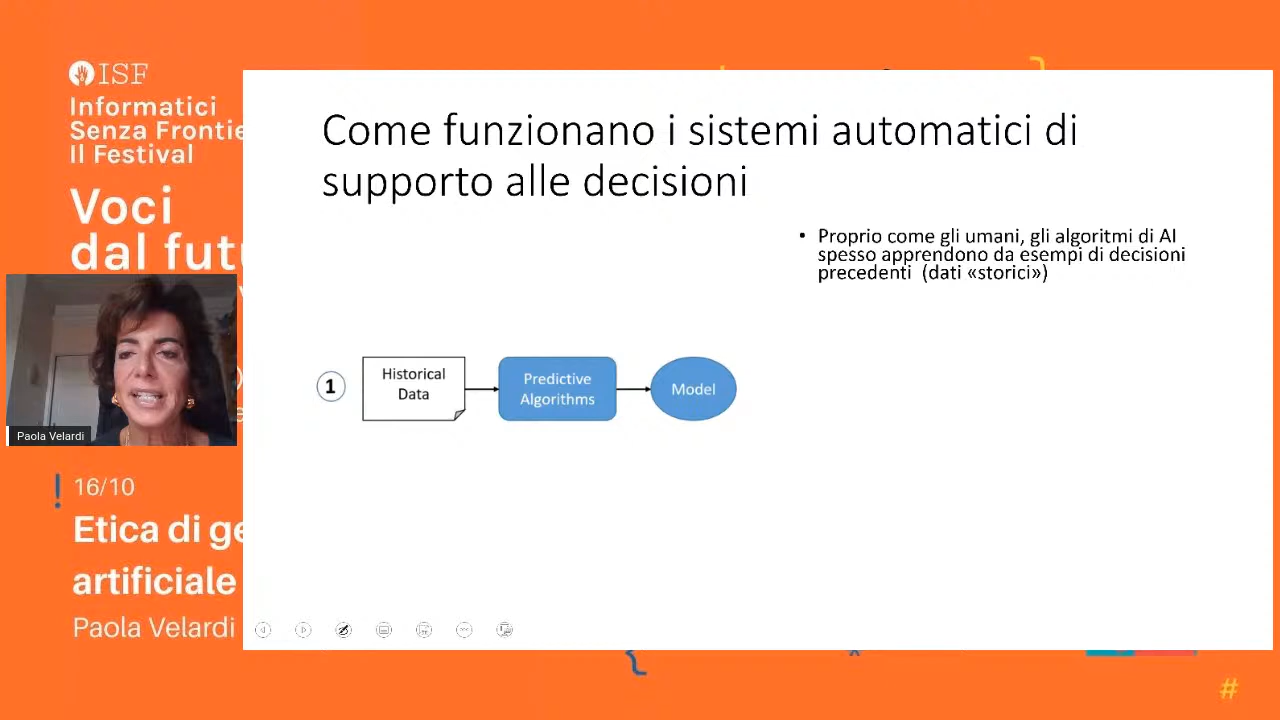 ISF
Informatici
Senza Frontie
Il Festival
Voci
dal futu
Paola Velardi
16/10
Etica di ge
artificiale
Paola Velardi
Come funzionano i sistemi automatici di
supporto alle decisioni
• Proprio come gli umani, gli algoritmi di AI
spesso apprendono da esempi di decisioni
precedenti (dati «storici»)
1
Historical
Data
Predictive
Algorithms
Model
#